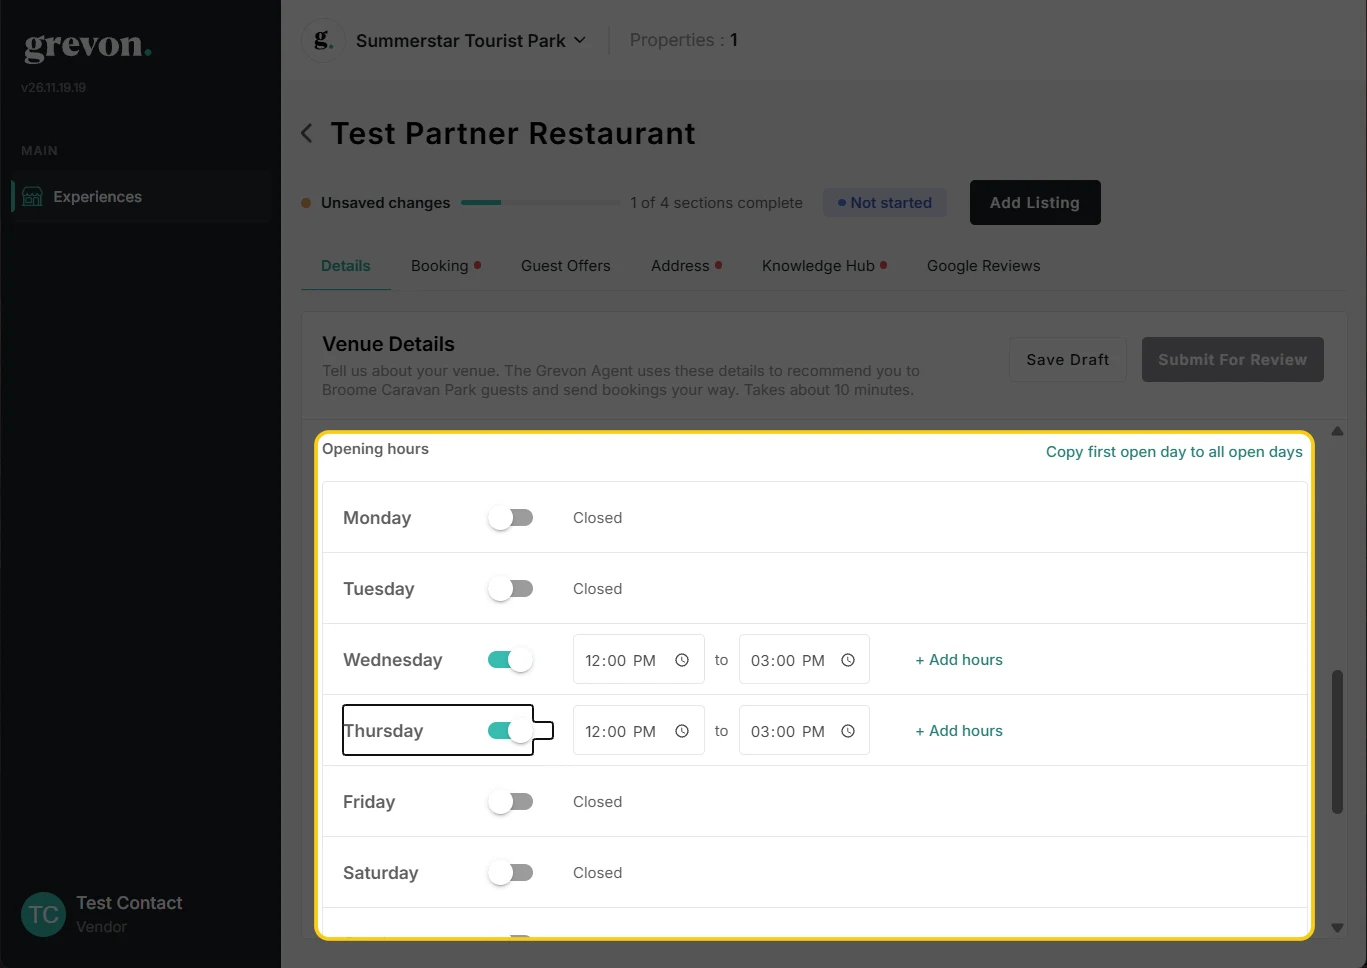 grevon.
v26.11.19.19
MAIN
Experiences
TC
Test Contact
Vendor
g.
Summerstar Tourist Park
Properties : 1
Test Partner Restaurant
Unsaved changes
1 of 4 sections complete
Not started
Add Listing
Details
Booking
Guest Offers
Address
Knowledge Hub
Google Reviews
Venue Details
Tell us about your venue. The Grevon Agent uses these details to recommend you to
Broome Caravan Park guests and send bookings your way. Takes about 10 minutes.
Save Draft
Submit For Review
Opening hours
Copy first open day to all open days
Monday Closed
Tuesday Closed
Wednesday 12:00 PM to 03:00 PM + Add hours
Thursday 12:00 PM to 03:00 PM + Add hours
Friday Closed
Saturday Closed